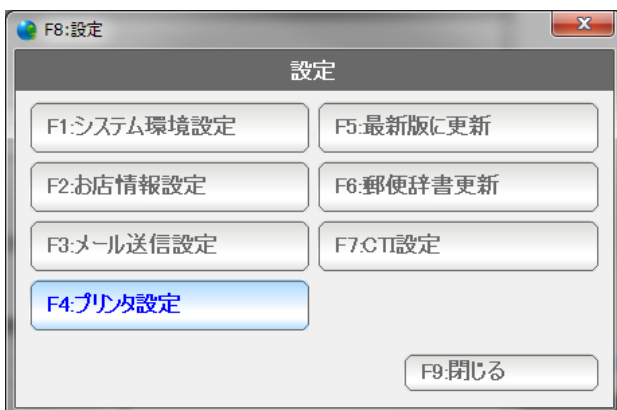 F8:設定
設定
F1:システム環境設定
F2:お店情報設定
F3:メール送信設定
F4:プリンタ設定
F5:最新版に更新
F6:郵便辞書更新
F7:CTI設定
F9:閉じる